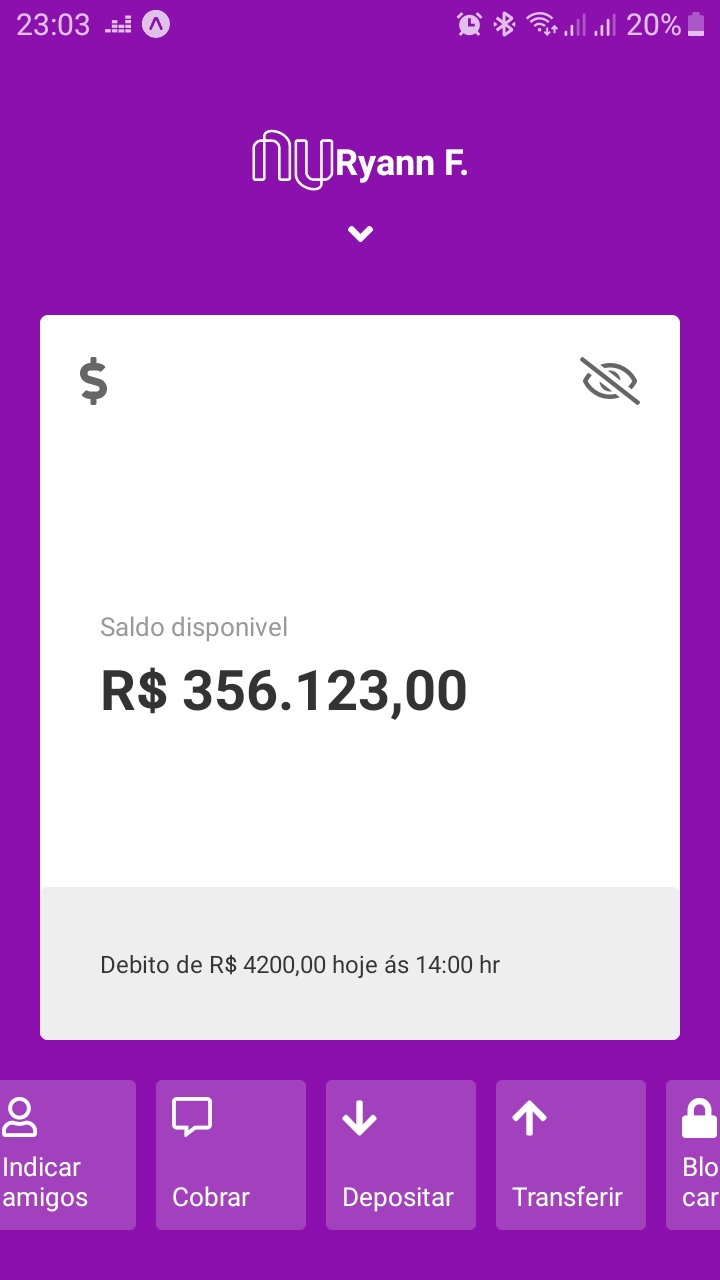 23:03 20%
nu Ryann F.
$
Saldo disponivel
R$ 356.123,00
Debito de R$ 4200,00 hoje ás 14:00 hr
Indicar
amigos
Cobrar
Depositar
Transferir
Blo
car